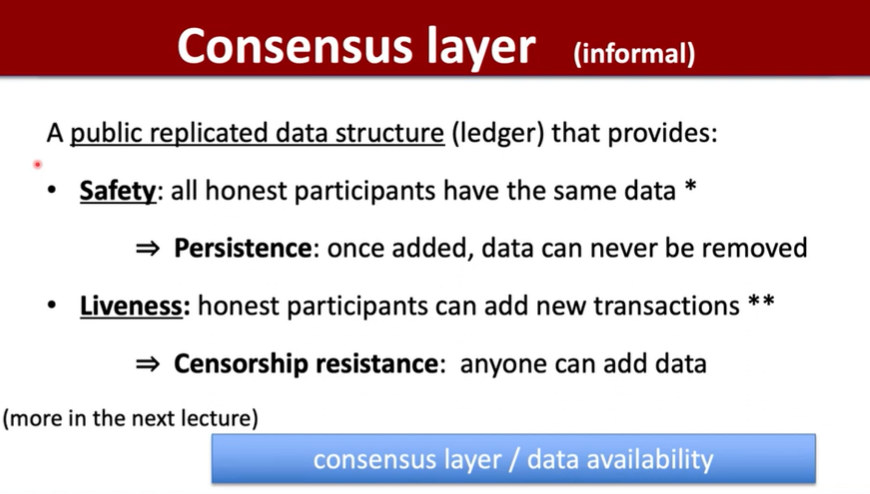 Consensus layer (informal)
A public replicated data structure (ledger) that provides:
• Safety: all honest participants have the same data *
⇒ Persistence: once added, data can never be removed
• Liveness: honest participants can add new transactions **
⇒ Censorship resistance: anyone can add data
(more in the next lecture)
consensus layer / data availability